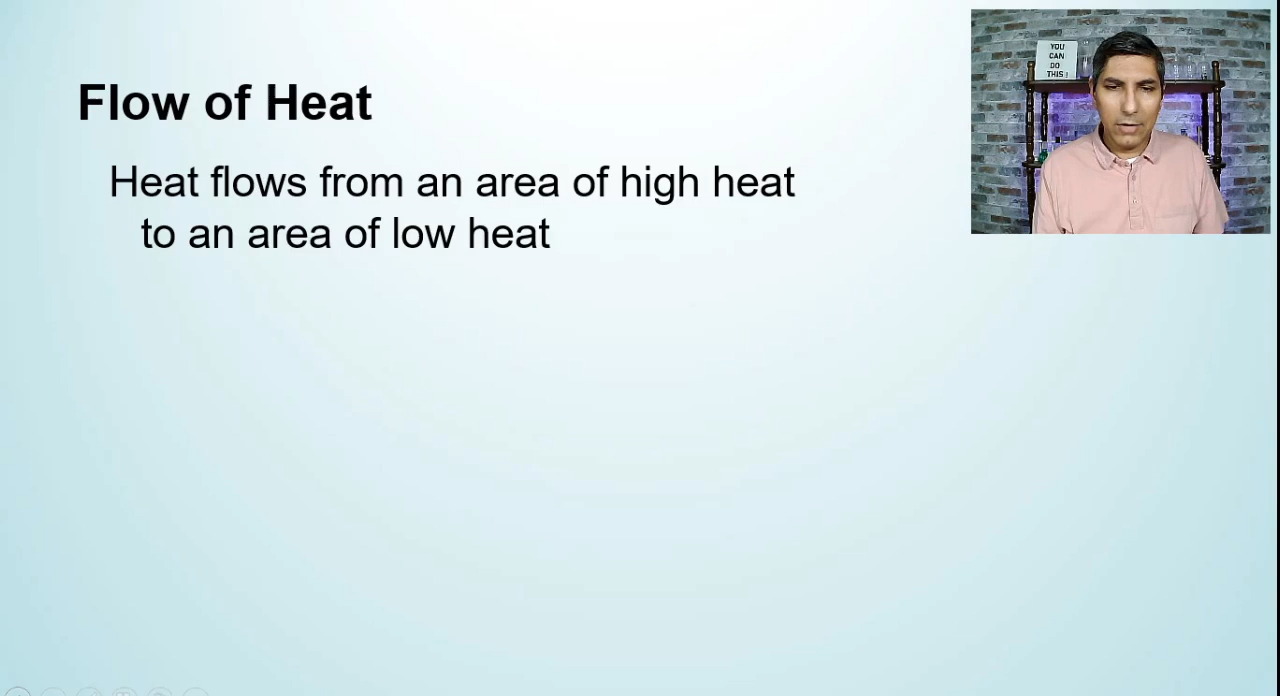 Flow of Heat
Heat flows from an area of high heat
to an area of low heat
YOU
CAN
DO
THIS!